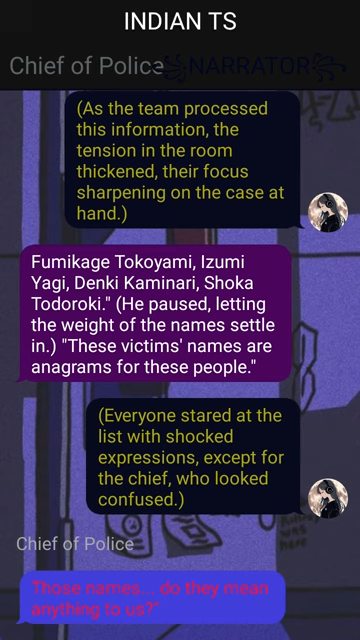 INDIAN TS
Chief of Police
꧁NARRATOR꧂
(As the team processed
this information, the
tension in the room
thickened, their focus
sharpening on the case at
hand.)
Fumikage Tokoyami, Izumi
Yagi, Denki Kaminari, Shoka
Todoroki." (He paused, letting
the weight of the names settle
in.) "These victims' names are
anagrams for these people."
(Everyone stared at the
list with shocked
expressions, except for
the chief, who looked
confused.)
Chief of Police
Those names... do they mean
anything to us?"